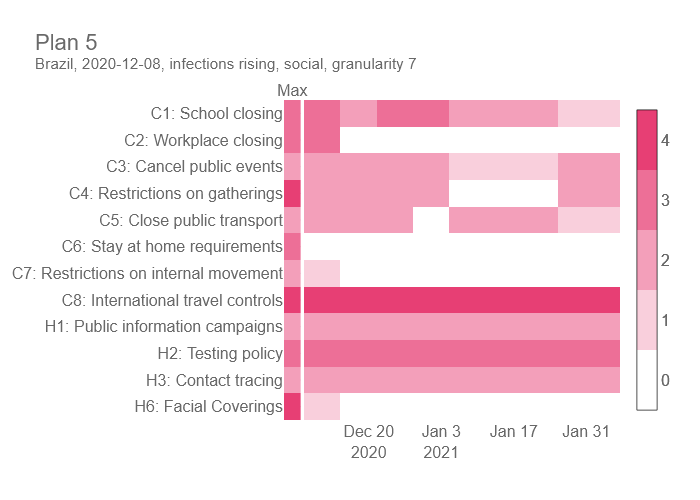 Plan 5
Brazil, 2020-12-08, infections rising, social, granularity 7
Max
C1: School closing
C2: Workplace closing
C3: Cancel public events
C4: Restrictions on gatherings
C5: Close public transport
C6: Stay at home requirements
C7: Restrictions on internal movement
C8: International travel controls
H1: Public information campaigns
H2: Testing policy
H3: Contact tracing
H6: Facial Coverings
4
3
2
1
0
Dec 20 Jan 3 Jan 17 Jan 31
2020 2021